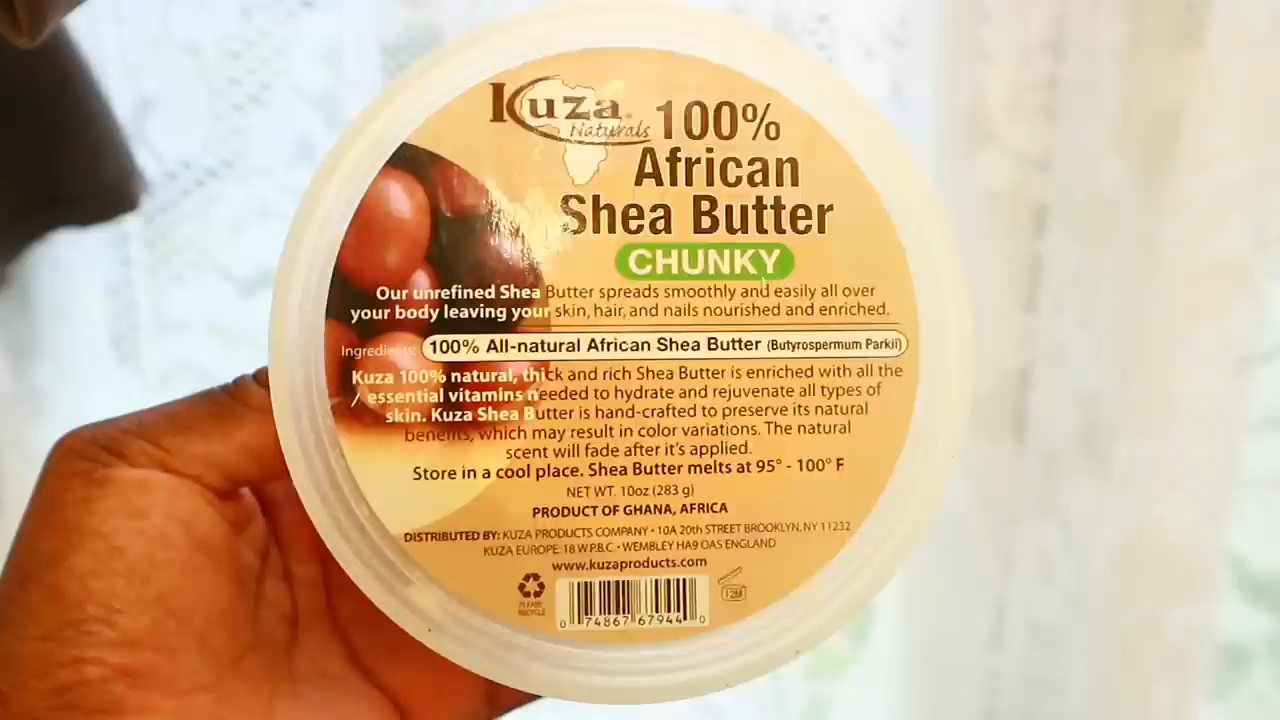 Kuza Naturals
100%
African
Shea Butter
CHUNKY
Our unrefined Shea Butter spreads smoothly and easily all over
your body leaving your skin, hair, and nails nourished and enriched.
Ingredients: 100% All-natural African Shea Butter (Butyrospermum Parkii)
Kuza 100% natural, thick and rich Shea Butter is enriched with all the
essential vitamins needed to hydrate and rejuvenate all types of
skin. Kuza Shea Butter is hand-crafted to preserve its natural
benefits, which may result in color variations. The natural
scent will fade after it's applied.
Store in a cool place. Shea Butter melts at 95° - 100° F
NET WT. 10oz (283 g)
PRODUCT OF GHANA, AFRICA
DISTRIBUTED BY: KUZA PRODUCTS COMPANY • 10A 20th STREET BROOKLYN, NY 11232
KUZA EUROPE. 18 W.P.B.C. • WEMBLEY HA9 OAS ENGLAND
www.kuzaproducts.com
PLEASE
RECYCLE
0 74867 67944 0
12M